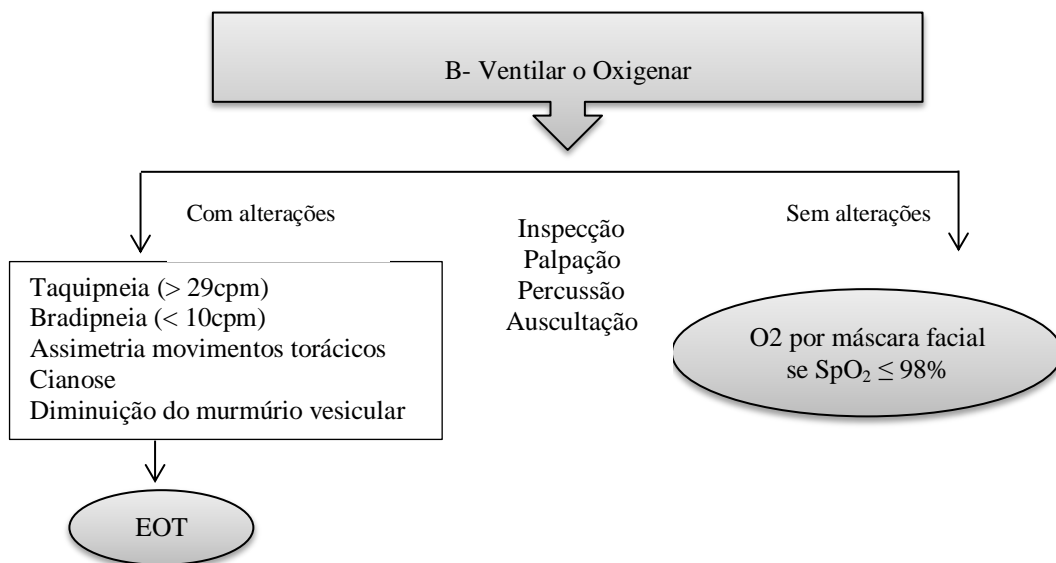 B- Ventilar o Oxigenar
Com alterações
Sem alterações
Inspecção
Palpação
Percussão
Auscultação
Taquipneia (> 29cpm)
Bradipneia (< 10cpm)
Assimetria movimentos torácicos
Cianose
Diminuição do murmúrio vesicular
O2 por máscara facial
se SpO₂ ≤ 98%
EOT